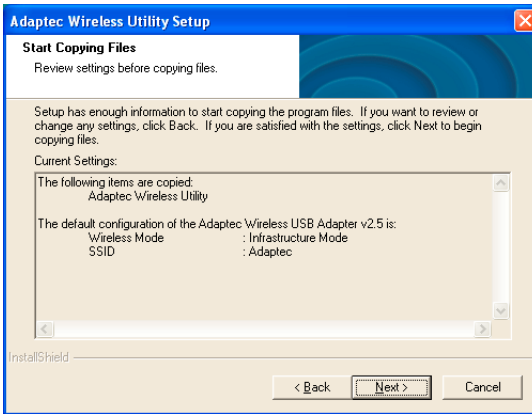 Adaptec Wireless Utility Setup
Start Copying Files
Review settings before copying files.
Setup has enough information to start copying the program files. If you want to review or
change any settings, click Back. If you are satisfied with the settings, click Next to begin
copying files.
Current Settings:
The following items are copied:
Adaptec Wireless Utility
The default configuration of the Adaptec Wireless USB Adapter v2.5 is:
Wireless Mode : Infrastructure Mode
SSID : Adaptec
InstallShield
< Back Next > Cancel